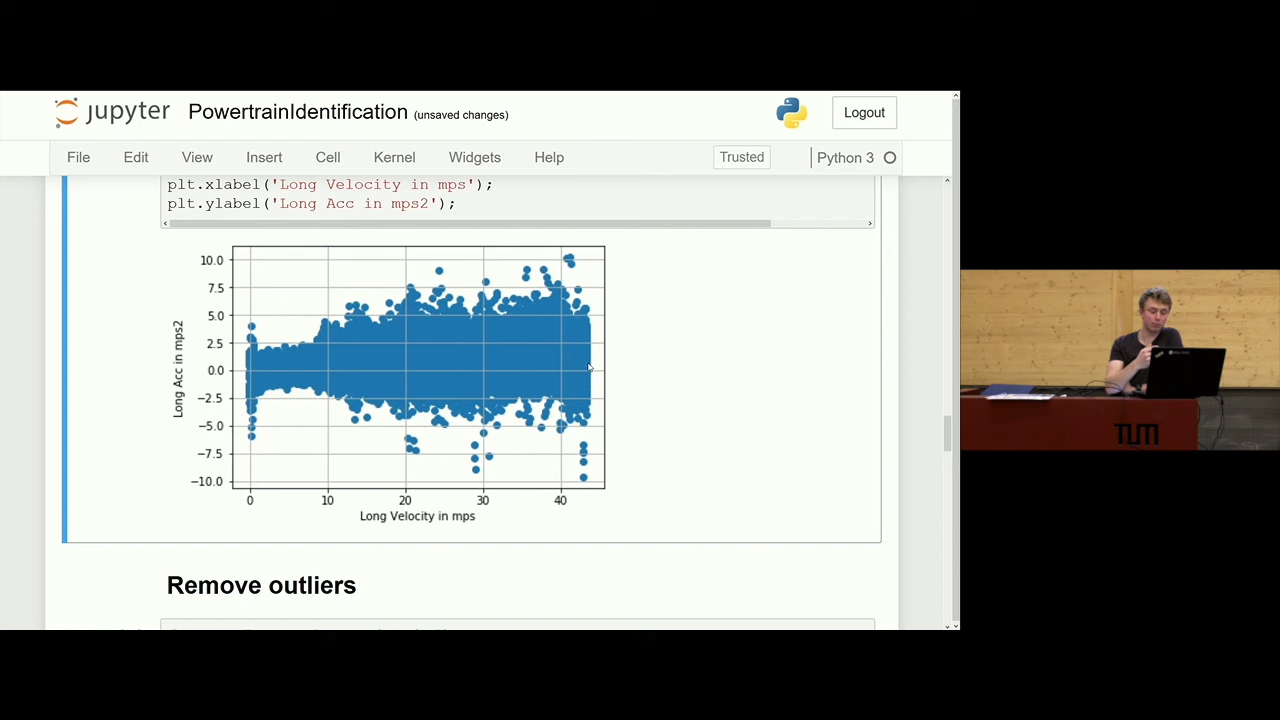 jupyter PowertrainIdentification (unsaved changes)
Logout
File Edit View Insert Cell Kernel Widgets Help
Trusted
Python 3
plt.xlabel('Long Velocity in mps');
plt.ylabel('Long Acc in mps2');
10.0
7.5
5.0
2.5
0.0
−2.5
−5.0
−7.5
−10.0
Long Acc in mps2
0 10 20 30 40
Long Velocity in mps
Remove outliers
TUM